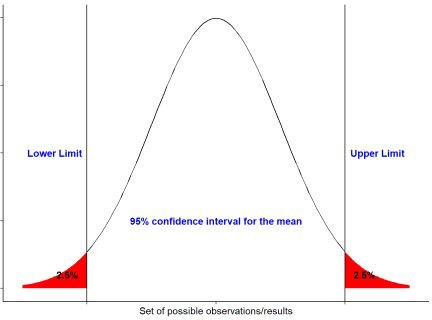 Lower Limit
Upper Limit
95% confidence interval for the mean
2.5%
2.5%
Set of possible observations/results